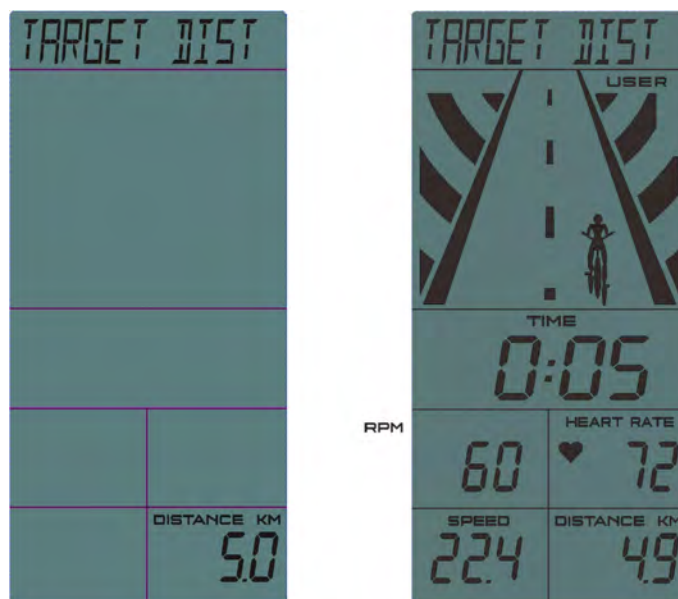 TARGET DIST
DISTANCE KM
5.0
TARGET DIST
USER
TIME
0:05
RPM
60
HEART RATE
72
SPEED
22.4
DISTANCE KM
4.9